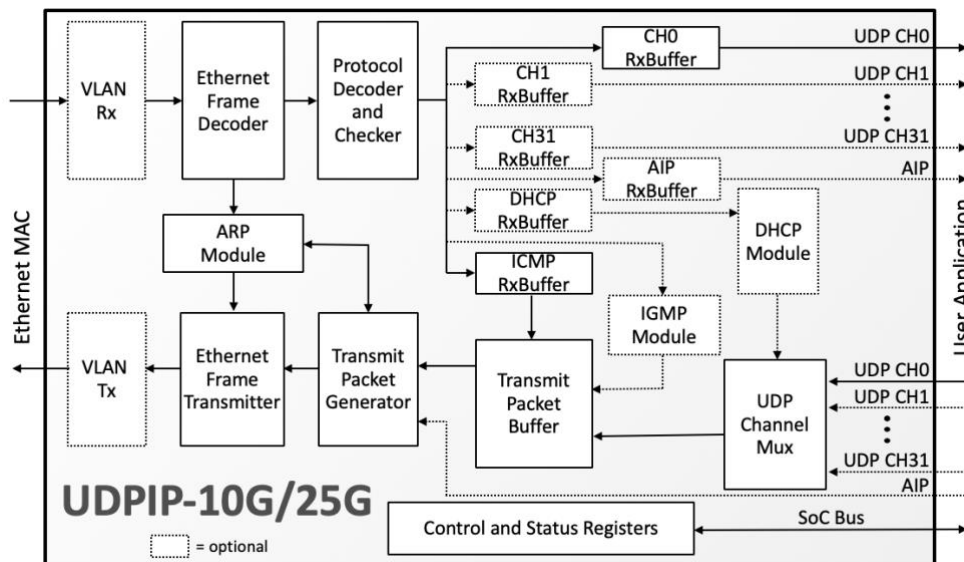 CH0
RxBuffer
UDP CH0
VLAN
Rx
Ethernet
Frame
Decoder
Protocol
Decoder
and
Checker
CH1
RxBuffer
UDP CH1
CH31
RxBuffer
UDP CH31
AIP
RxBuffer
AIP
DHCP
RxBuffer
DHCP
Module
ARP
Module
ICMP
RxBuffer
IGMP
Module
Ethernet MAC
User Application
VLAN
Tx
Ethernet
Frame
Transmitter
Transmit
Packet
Generator
Transmit
Packet
Buffer
UDP
Channel
Mux
UDP CH0
UDP CH1
UDP CH31
AIP
UDPIP-10G/25G
Control and Status Registers
SoC Bus
= optional